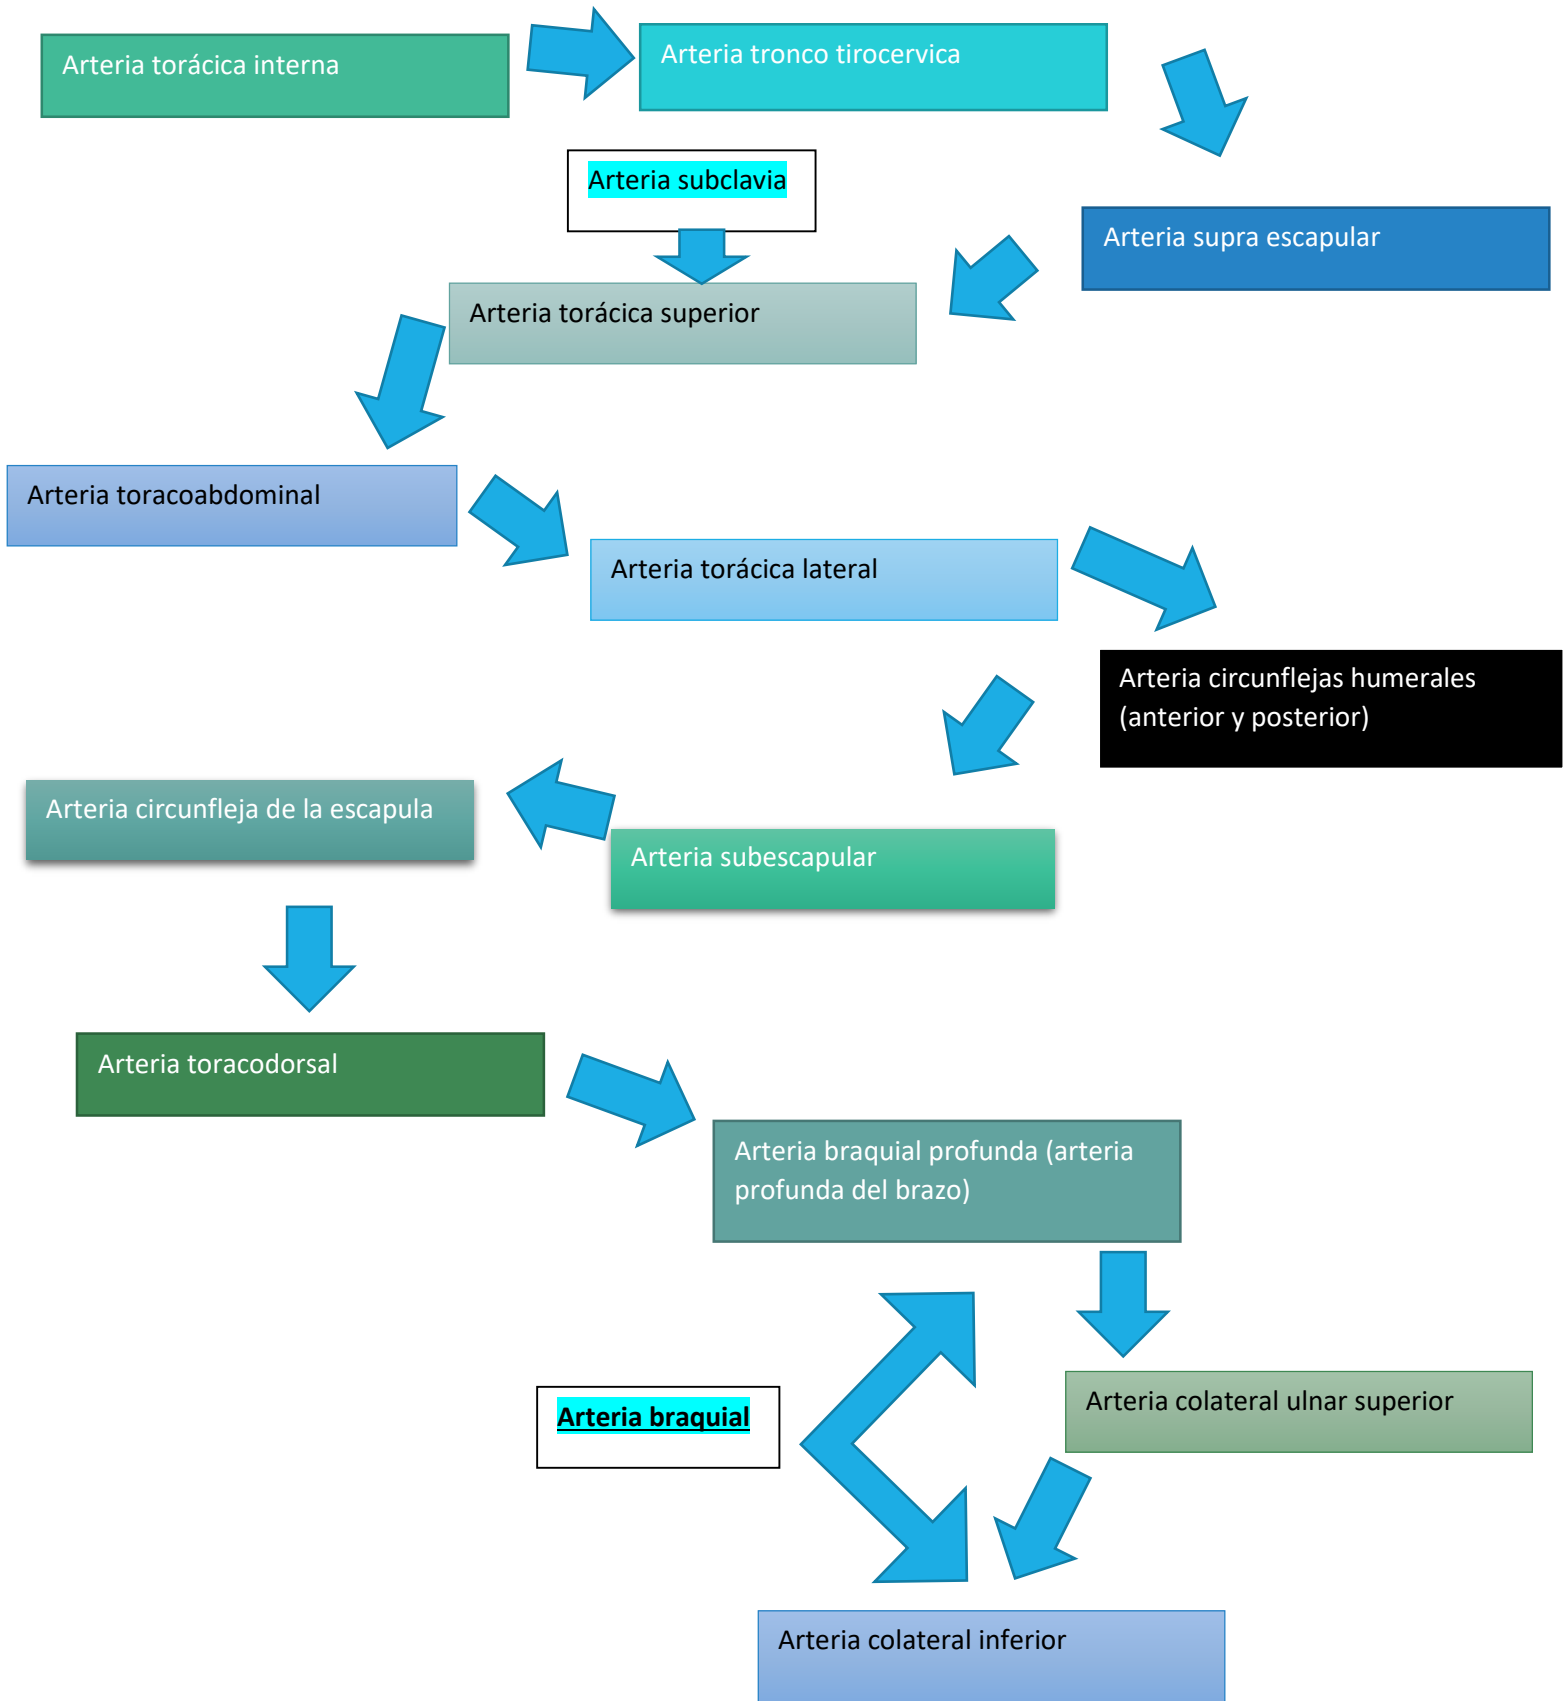 Arteria torácica interna
Arteria tronco tirocervica
Arteria subclavia
Arteria supra escapular
Arteria torácica superior
Arteria toracoabdominal
Arteria torácica lateral
Arteria circunflejas humerales
(anterior y posterior)
Arteria circunfleja de la escapula
Arteria subescapular
Arteria toracodorsal
Arteria braquial profunda (arteria
profunda del brazo)
Arteria colateral ulnar superior
Arteria braquial
Arteria colateral inferior